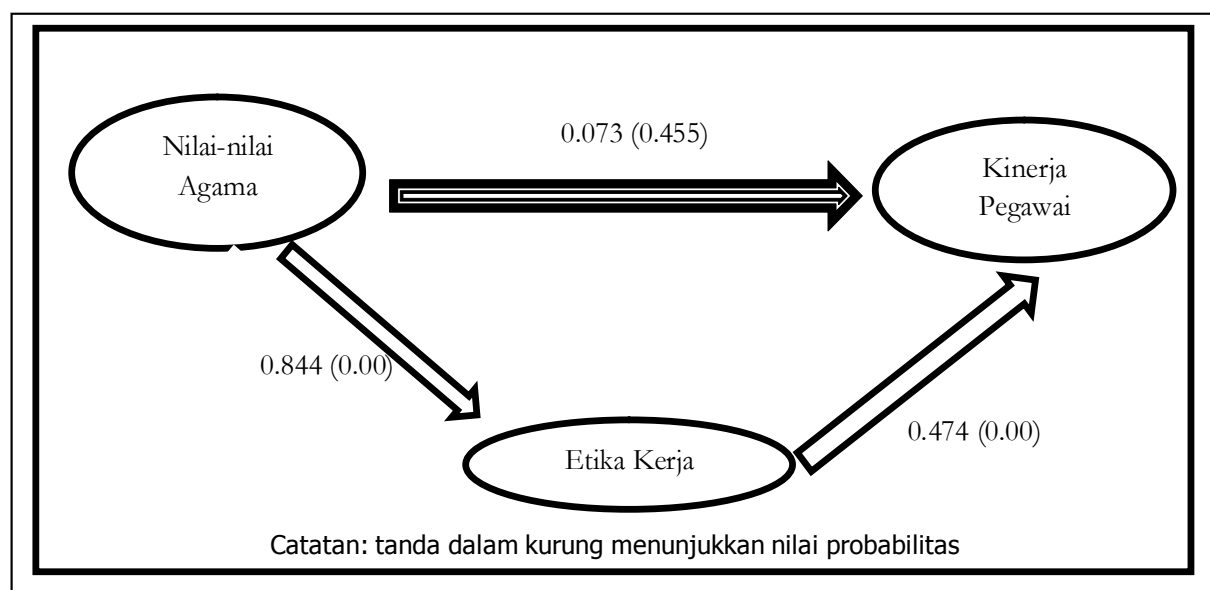 Nilai-nilai
Agama
0.073 (0.455)
Kinerja
Pegawai
0.844 (0.00)
0.474 (0.00)
Etika Kerja
Catatan: tanda dalam kurung menunjukkan nilai probabilitas